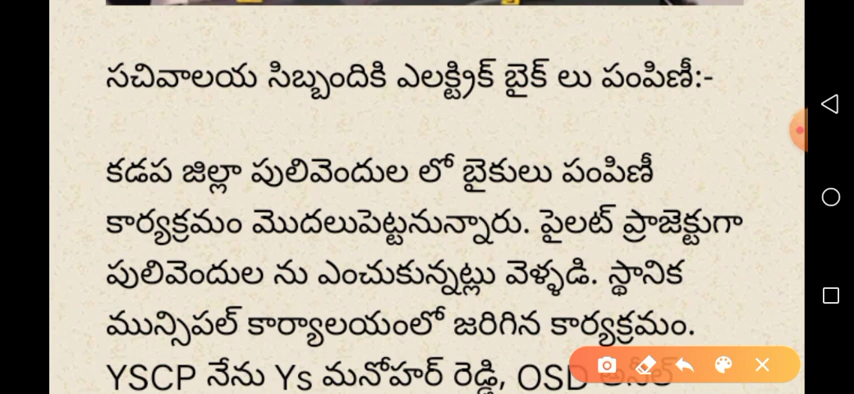 సచివాలయ సిబ్బందికి ఎలక్ట్రిక్ బైక్ లు పంపిణీ:-
కడప జిల్లా పులివెందుల లో బైకులు పంపిణీ
కార్యక్రమం మొదలుపెట్టనున్నారు. పైలట్ ప్రాజెక్టుగా
పులివెందుల ను ఎంచుకున్నట్లు వెళ్ళడి. స్థానిక
మున్సిపల్ కార్యాలయంలో జరిగిన కార్యక్రమం.
YSCP నేను Ys మనోహర్ రెడ్డి, OSD